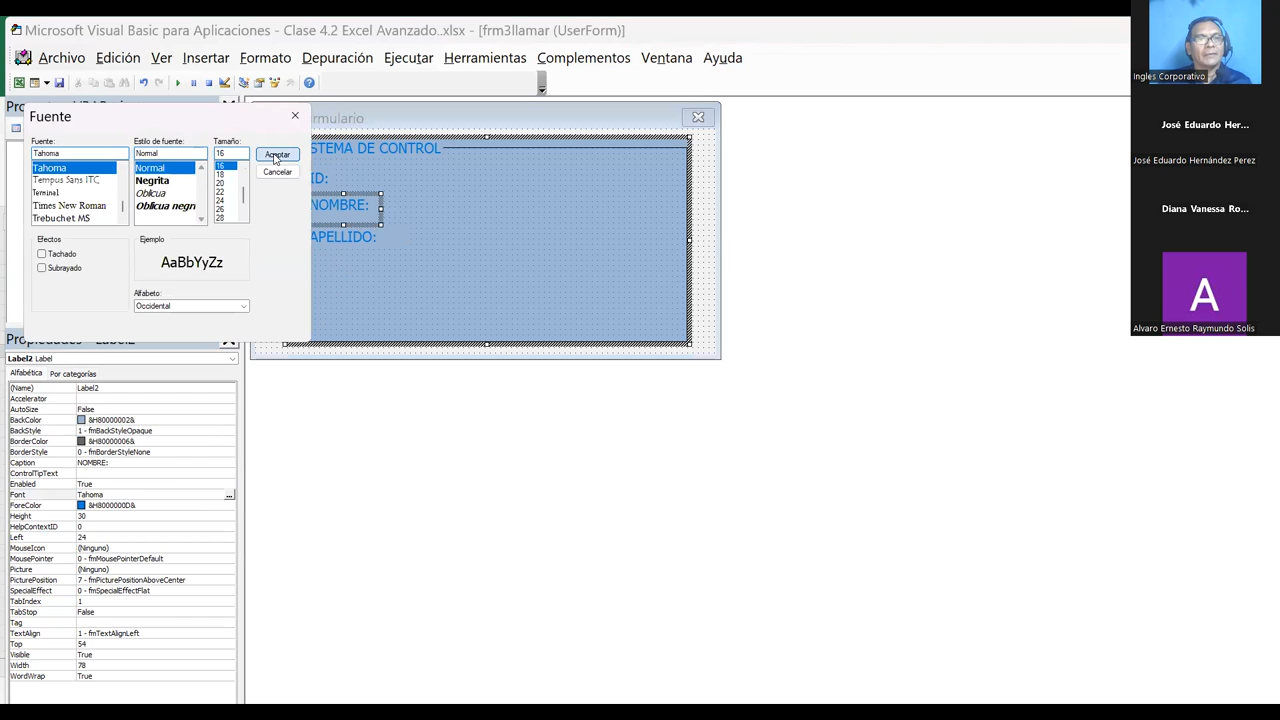 Microsoft Visual Basic para Aplicaciones - Clase 4.2 Excel Avanzado..xlsx - [frm3llamar (UserForm)]
Archivo Edición Ver Insertar Formato Depuración Ejecutar Herramientas Complementos Ventana Ayuda
Fuente
Fuente: Estilo de fuente: Tamaño:
Tahoma Normal 16 Aceptar
Tahoma Normal 16
Tempus Sans ITC Negrita 18 Cancelar
Terminal Oblicua 20
Times New Roman Oblicua negri 22
Trebuchet MS 24
26
28
Efectos Ejemplo
Tachado
Subrayado
AaBbYyZz
Alfabeto:
Occidental
rmulario
STEMA DE CONTROL
ID:
NOMBRE:
APELLIDO:
Label2 Label
Alfabética Por categorías
(Name) Label2
Accelerator
AutoSize False
BackColor &H80000002&
BackStyle 1 - fmBackStyleOpaque
BorderColor &H80000006&
BorderStyle 0 - fmBorderStyleNone
Caption NOMBRE:
ControlTipText
Enabled True
Font Tahoma ...
ForeColor &H8000000D&
Height 30
HelpContextID 0
Left 24
MouseIcon (Ninguno)
MousePointer 0 - fmMousePointerDefault
Picture (Ninguno)
PicturePosition 7 - fmPicturePositionAboveCenter
SpecialEffect 0 - fmSpecialEffectFlat
TabIndex 1
TabStop False
Tag
TextAlign 1 - fmTextAlignLeft
Top 54
Visible True
Width 78
WordWrap True
Ingles Corporativo
José Eduardo Her...
José Eduardo Hernández Perez
Diana Vanessa Ro...
A
Alvaro Ernesto Raymundo Solis